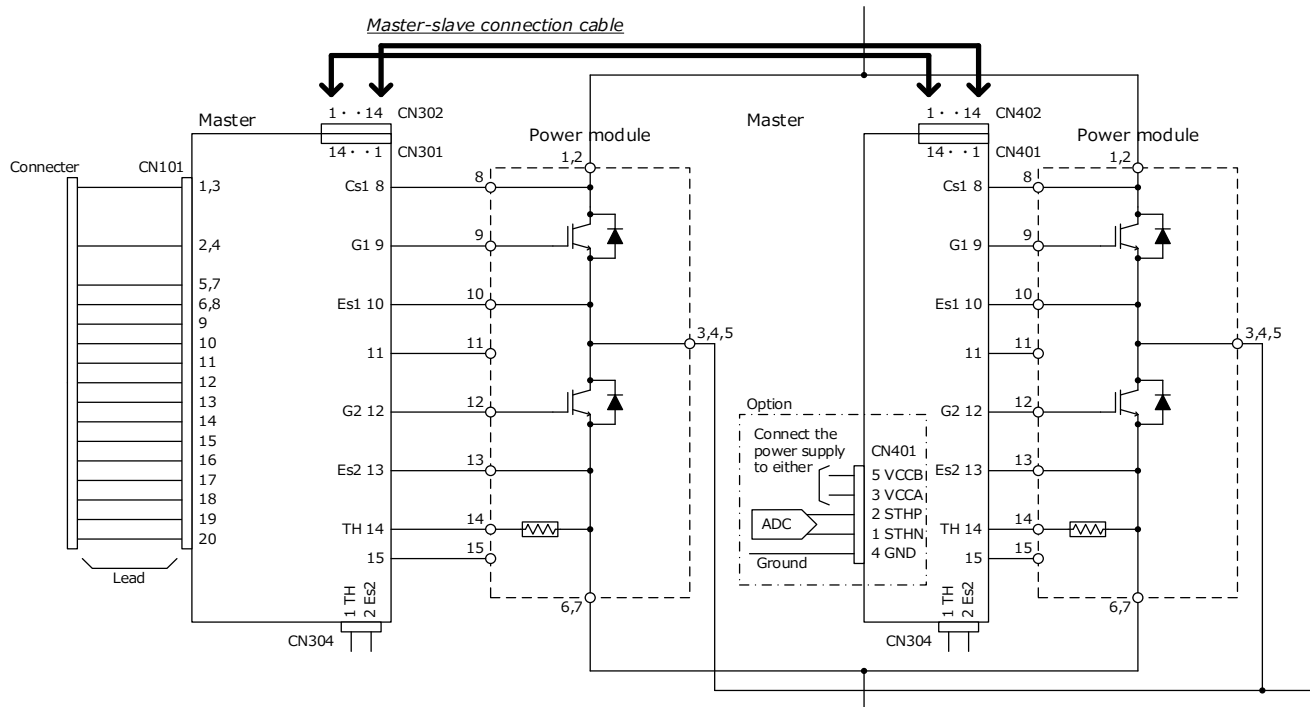 Master-slave connection cable
Master
1・・14 CN302
14・・1 CN301
Power module
1,2
Connecter
CN101
1,3
2,4
5,7
6,8
9
10
11
12
13
14
15
16
17
18
19
20
Lead
Cs1 8
G1 9
Es1 10
11
G2 12
Es2 13
TH 14
15
1 TH
2 Es2
CN304
8
9
10
11
12
13
14
15
3,4,5
6,7
Master
1・・14 CN402
14・・1 CN401
Power module
1,2
Cs1 8
G1 9
Es1 10
11
G2 12
Es2 13
TH 14
15
1 TH
2 Es2
CN304
8
9
10
11
12
13
14
15
3,4,5
6,7
Option
Connect the
power supply
to either
CN401
5 VCCB
3 VCCA
2 STHP
1 STHN
4 GND
ADC
Ground